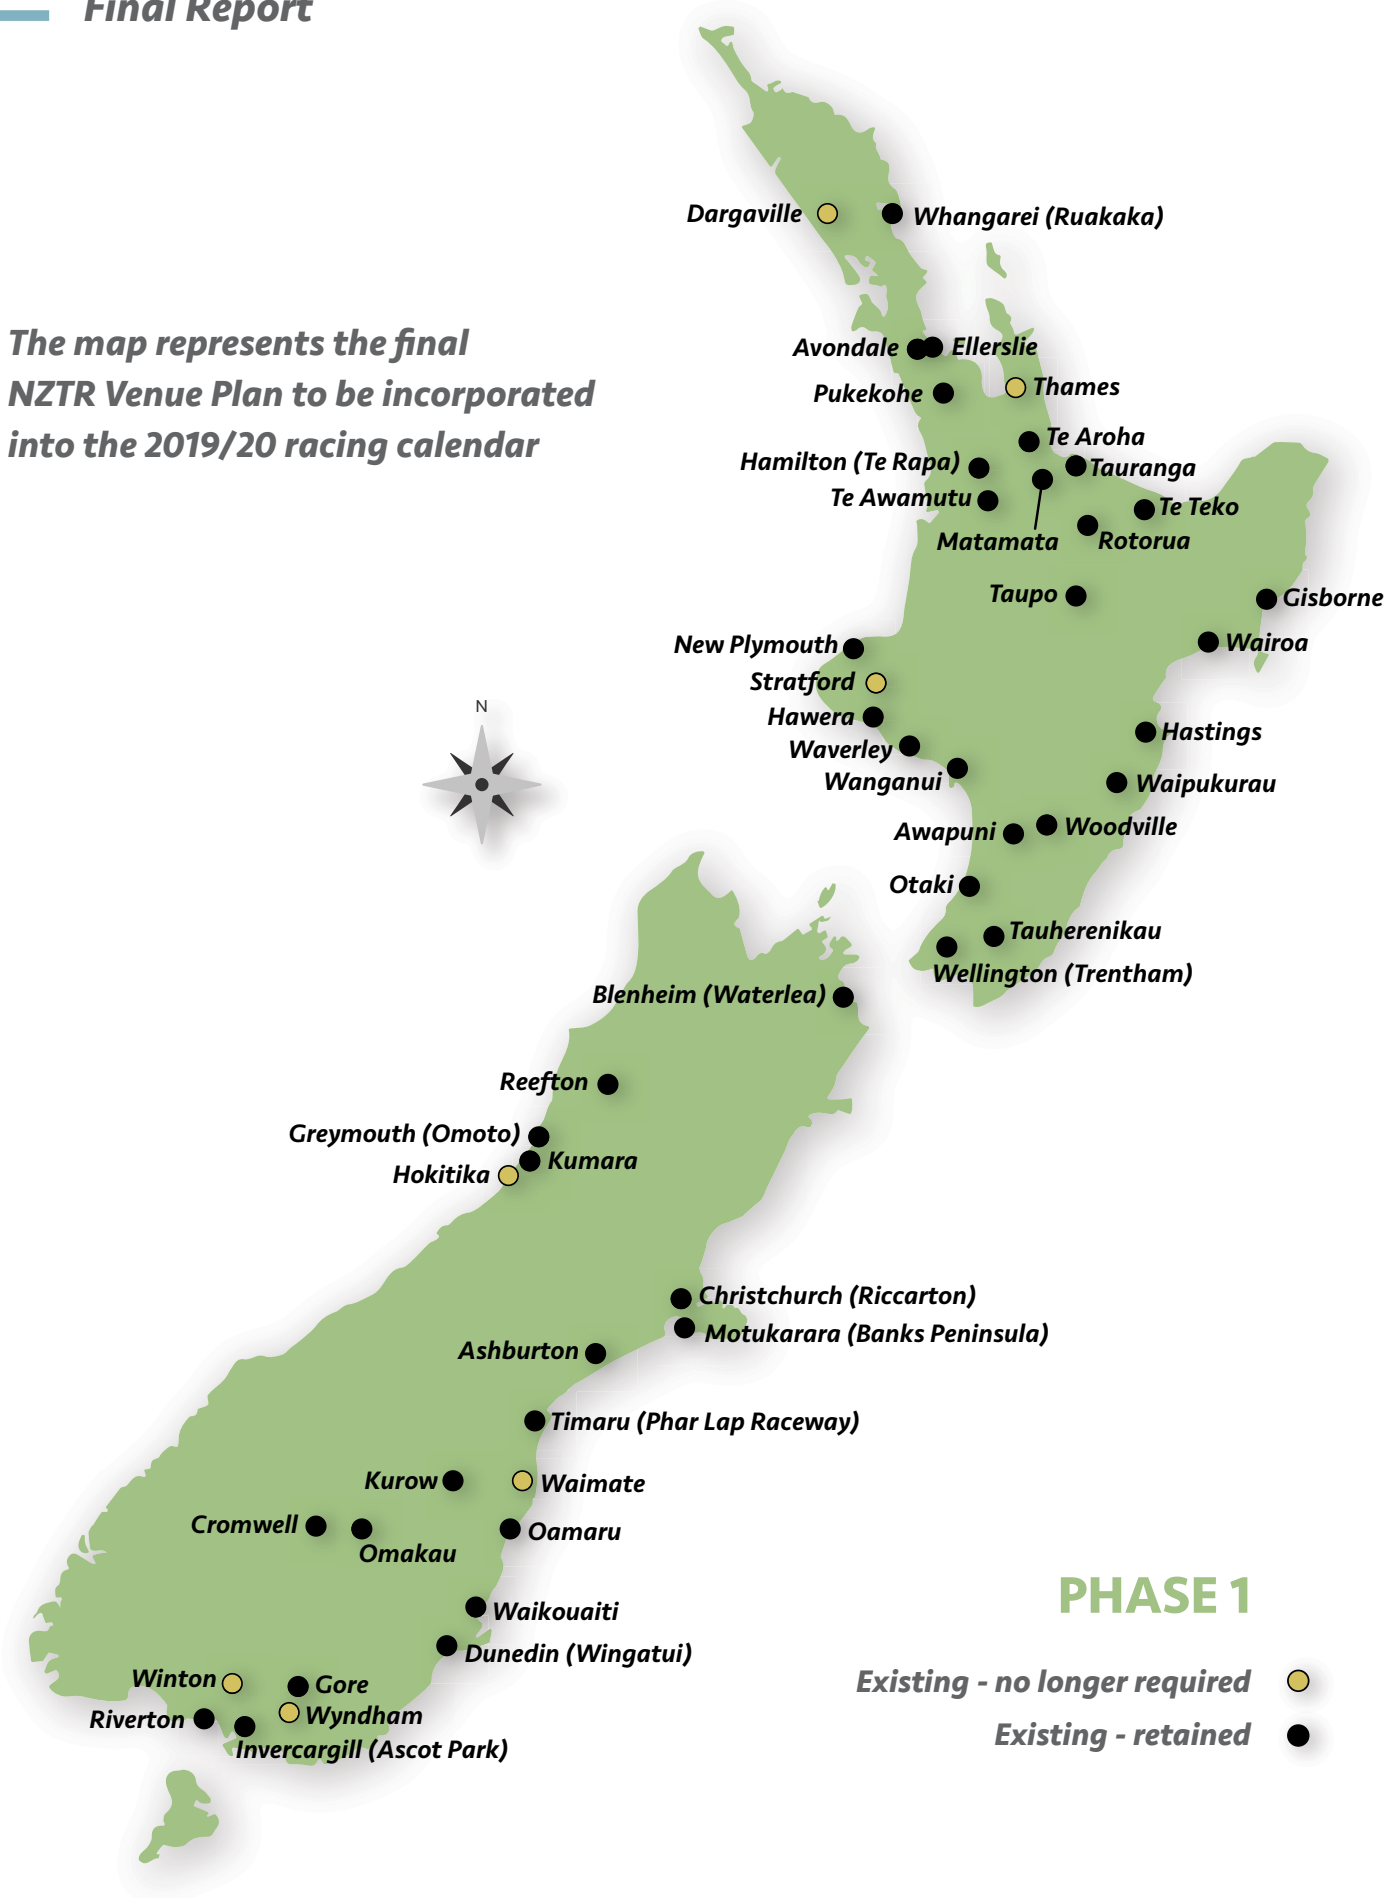 Final Report
Dargaville
Whangarei (Ruakaka)
The map represents the final
NZTR Venue Plan to be incorporated
into the 2019/20 racing calendar
Avondale
Ellerslie
Pukekohe
Thames
Te Aroha
Hamilton (Te Rapa)
Tauranga
Te Awamutu
Te Teko
Matamata
Rotorua
Taupo
Gisborne
New Plymouth
Wairoa
Stratford
Hawera
Hastings
Waverley
Wanganui
Waipukurau
Awapuni
Woodville
Otaki
Tauherenikau
Wellington (Trentham)
N
Blenheim (Waterlea)
Reefton
Greymouth (Omoto)
Kumara
Hokitika
Christchurch (Riccarton)
Motukarara (Banks Peninsula)
Ashburton
Timaru (Phar Lap Raceway)
Kurow
Waimate
Cromwell
Oamaru
Omakau
Waikouaiti
Dunedin (Wingatui)
Winton
Gore
Riverton
Wyndham
Invercargill (Ascot Park)
PHASE 1
Existing - no longer required
Existing - retained